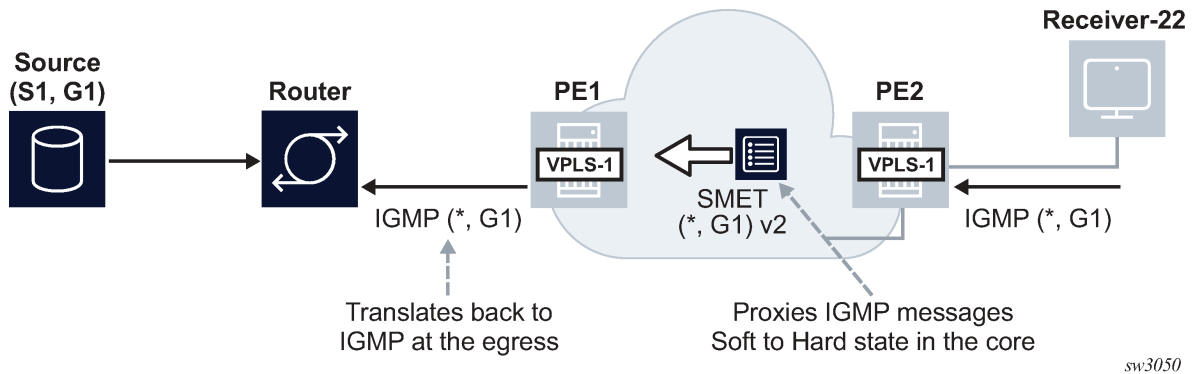 Receiver-22
Source
(S1, G1)
Router
PE1
PE2
VPLS-1
VPLS-1
SMET
(*, G1) v2
IGMP (*, G1)
IGMP (*, G1)
Translates back to
IGMP at the egress
Proxies IGMP messages
Soft to Hard state in the core
sw3050